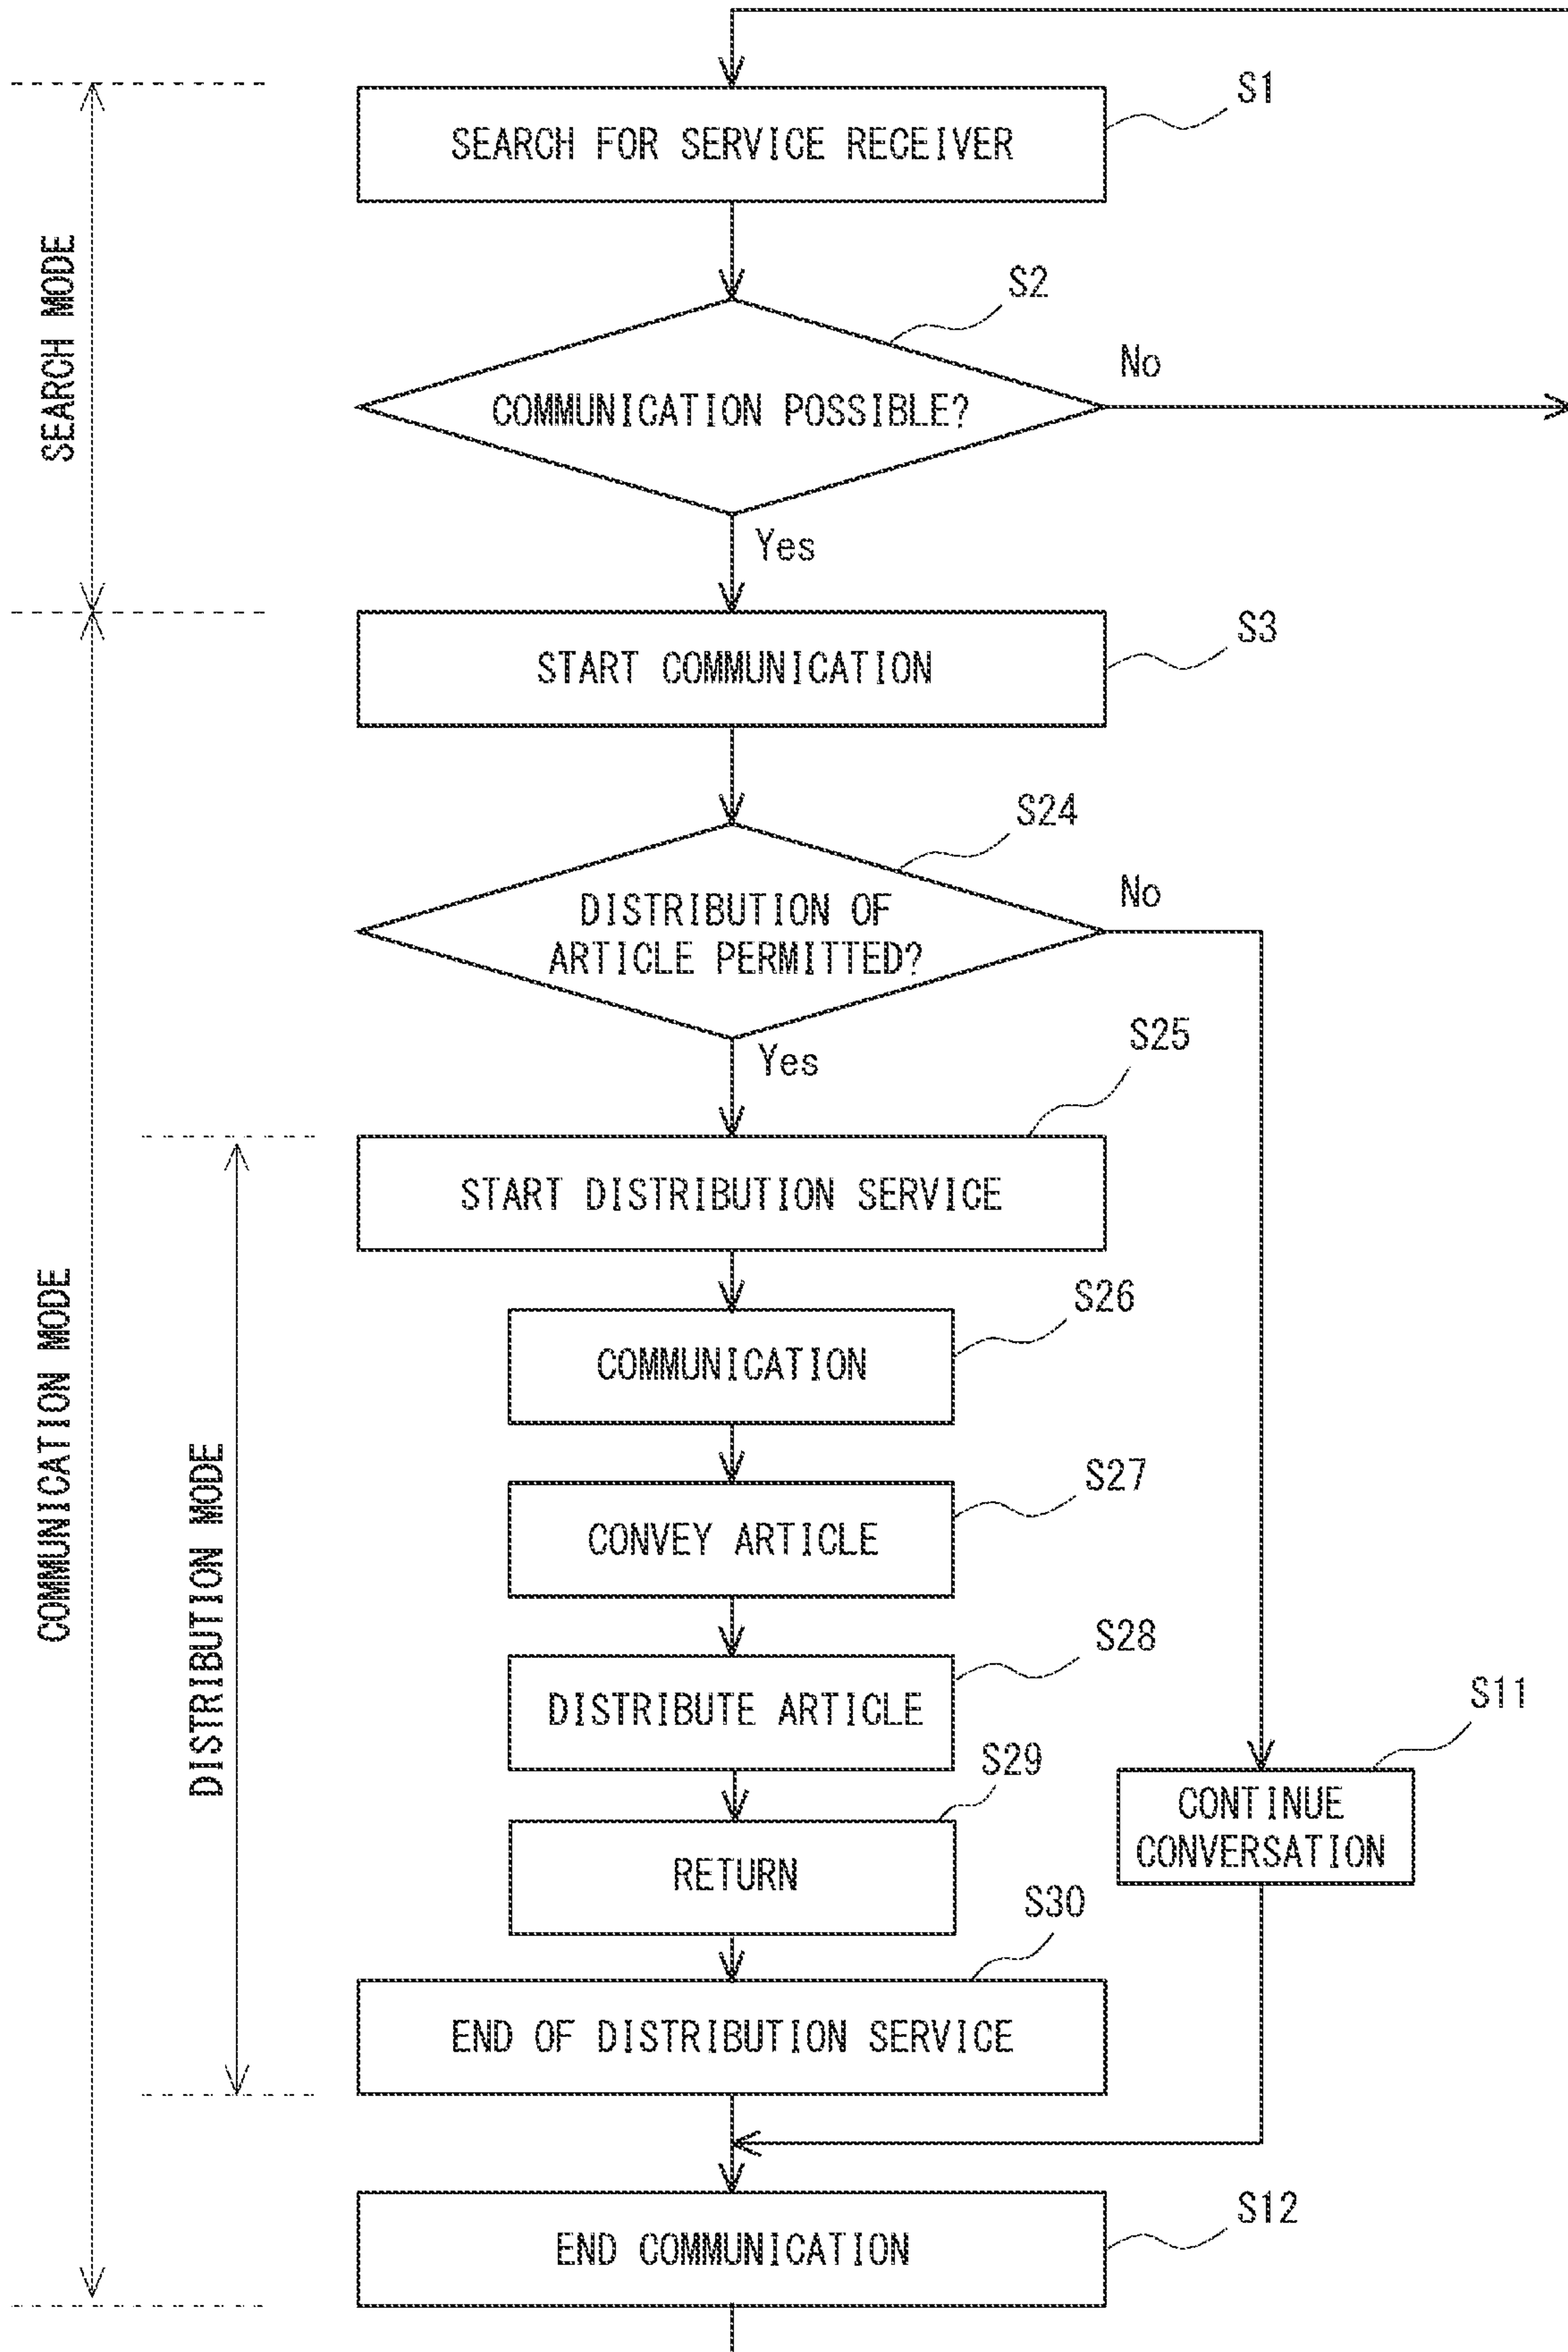 S1
SEARCH FOR SERVICE RECEIVER
SEARCH MODE
S2
No
COMMUNICATION POSSIBLE?
Yes
S3
START COMMUNICATION
S24
No
DISTRIBUTION OF
ARTICLE PERMITTED?
Yes
S25
START DISTRIBUTION SERVICE
COMMUNICATION MODE
DISTRIBUTION MODE
S26
COMMUNICATION
S27
CONVEY ARTICLE
S28
DISTRIBUTE ARTICLE
S11
CONTINUE
CONVERSATION
S29
RETURN
S30
END OF DISTRIBUTION SERVICE
S12
END COMMUNICATION